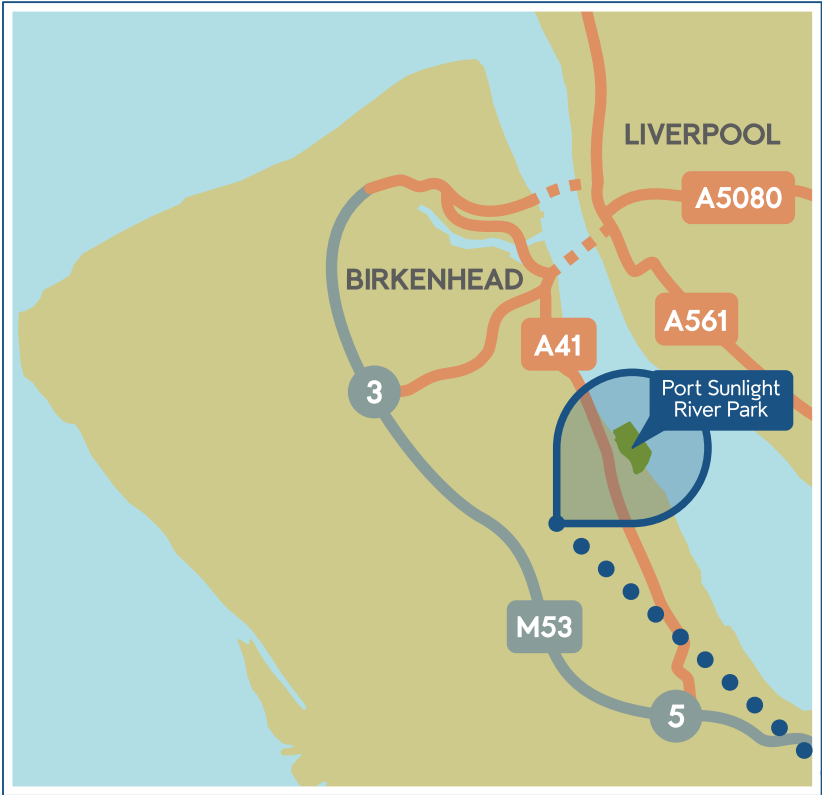 LIVERPOOL
A5080
BIRKENHEAD
A561
A41
3
Port Sunlight
River Park
M53
5